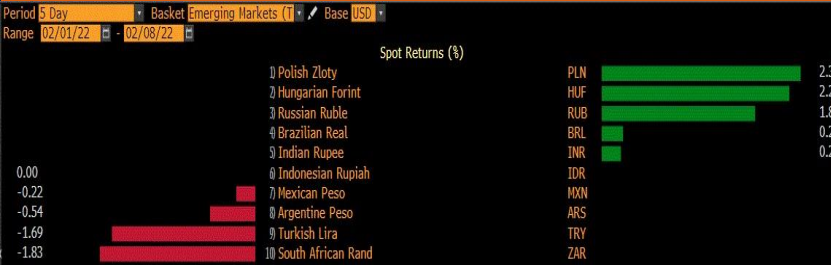 Period 5 Day Basket Emerging Markets (T Base USD
Range 02/01/22 - 02/08/22
Spot Returns (%)
1) Polish Zloty PLN
2) Hungarian Forint HUF
3) Russian Ruble RUB
4) Brazilian Real BRL
5) Indian Rupee INR
0.00 6) Indonesian Rupiah IDR
-0.22 7) Mexican Peso MXN
-0.54 8) Argentine Peso ARS
-1.69 9) Turkish Lira TRY
-1.83 10) South African Rand ZAR